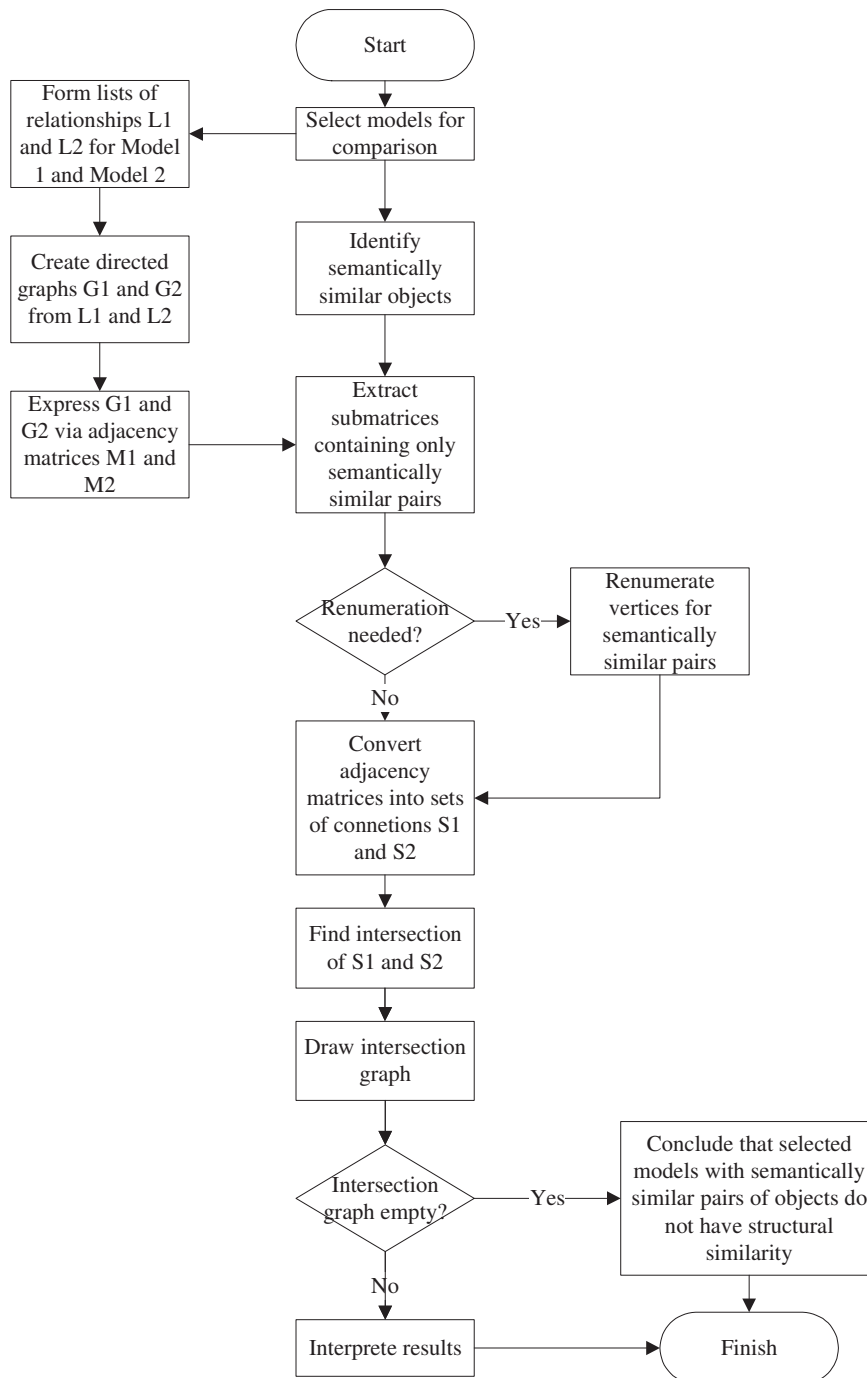 Start
Form lists of
relationships L1
and L2 for Model
1 and Model 2
Select models for
comparison
Create directed
graphs G1 and G2
from L1 and L2
Identify
semantically
similar objects
Express G1 and
G2 via adjacency
matrices M1 and
M2
Extract
submatrices
containing only
semantically
similar pairs
Renumeration
needed?
Yes
Renumerate
vertices for
semantically
similar pairs
No
Convert
adjacency
matrices into sets
of connetions S1
and S2
Find intersection
of S1 and S2
Draw intersection
graph
Intersection
graph empty?
Yes
Conclude that selected
models with semantically
similar pairs of objects do
not have structural
similarity
No
Interprete results
Finish